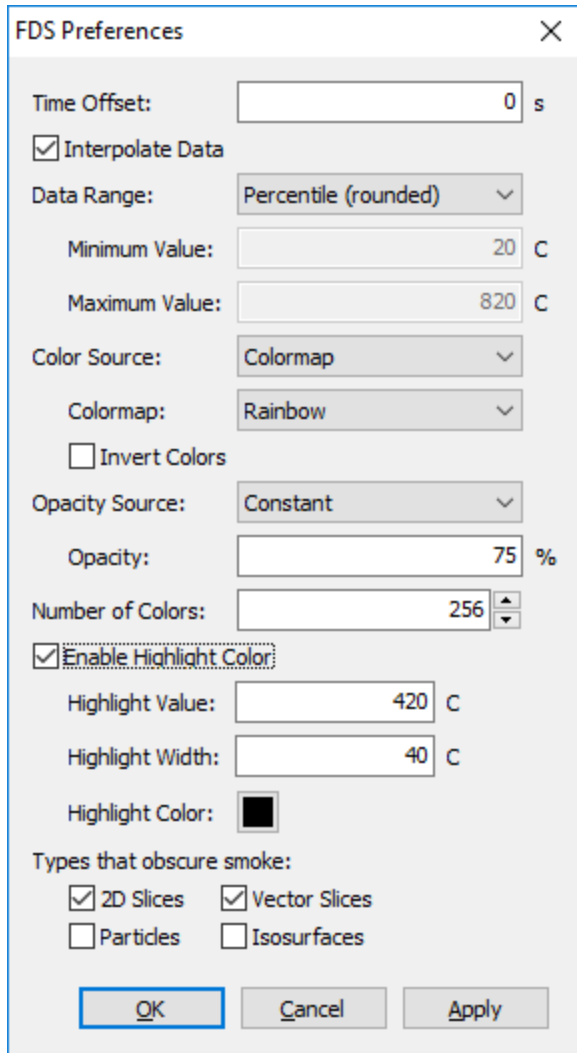 FDS Preferences
Time Offset: 0 s
Interpolate Data
Data Range: Percentile (rounded)
Minimum Value: 20 C
Maximum Value: 820 C
Color Source: Colormap
Colormap: Rainbow
Invert Colors
Opacity Source: Constant
Opacity: 75 %
Number of Colors: 256
Enable Highlight Color
Highlight Value: 420 C
Highlight Width: 40 C
Highlight Color:
Types that obscure smoke:
2D Slices Vector Slices
Particles Isosurfaces
OK Cancel Apply